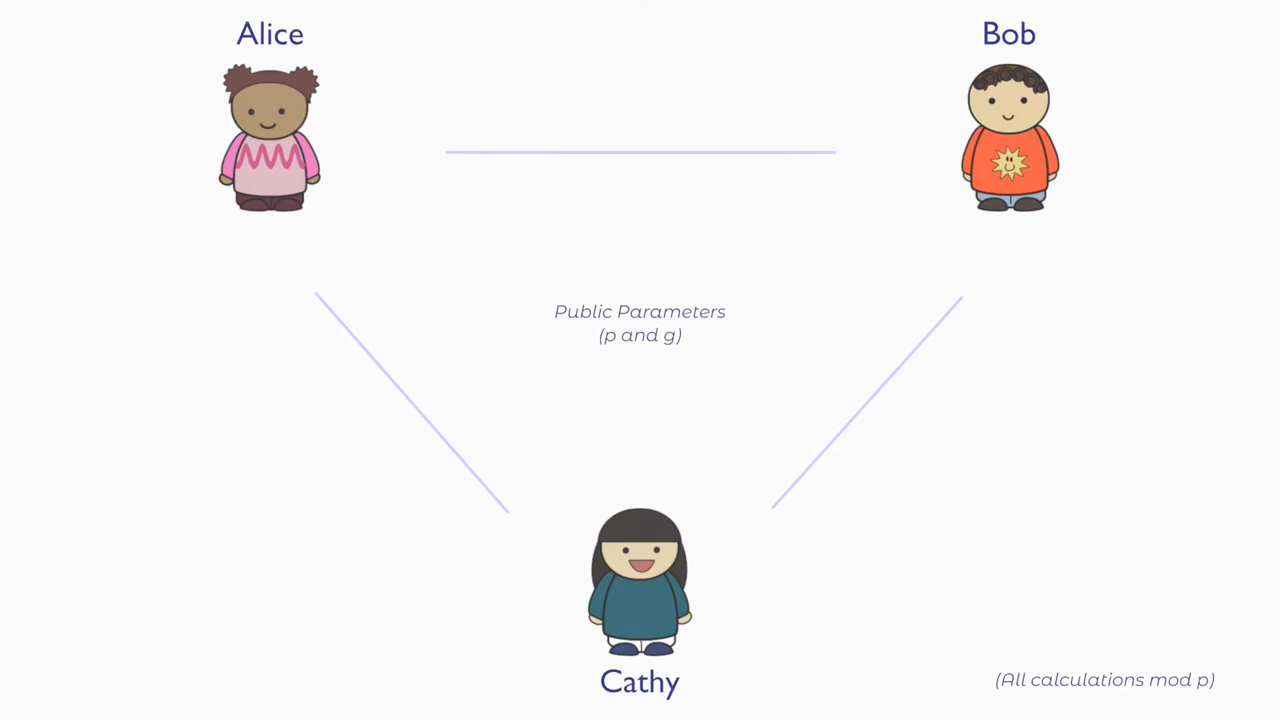 Alice
Bob
Public Parameters
(p and g)
Cathy
(All calculations mod p)